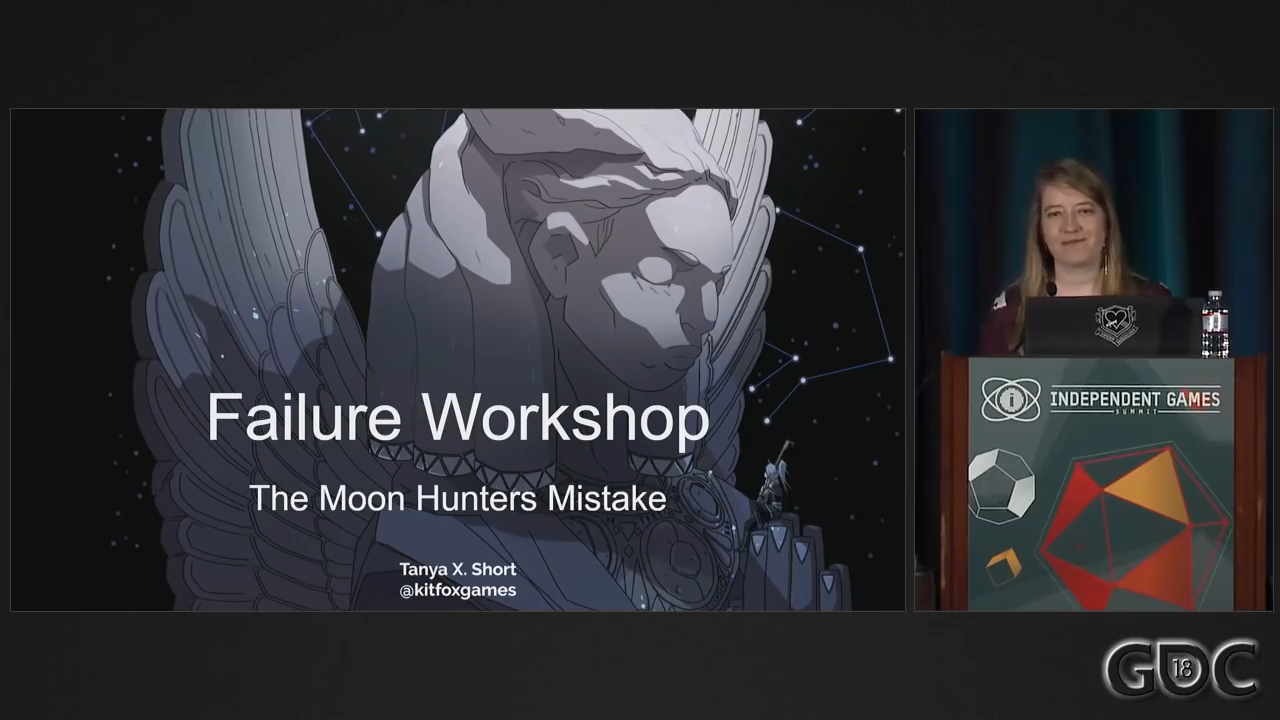 Failure Workshop
The Moon Hunters Mistake
Tanya X. Short
@kitfoxgames
INDEPENDENT GAMES
SUMMIT
GDC
18